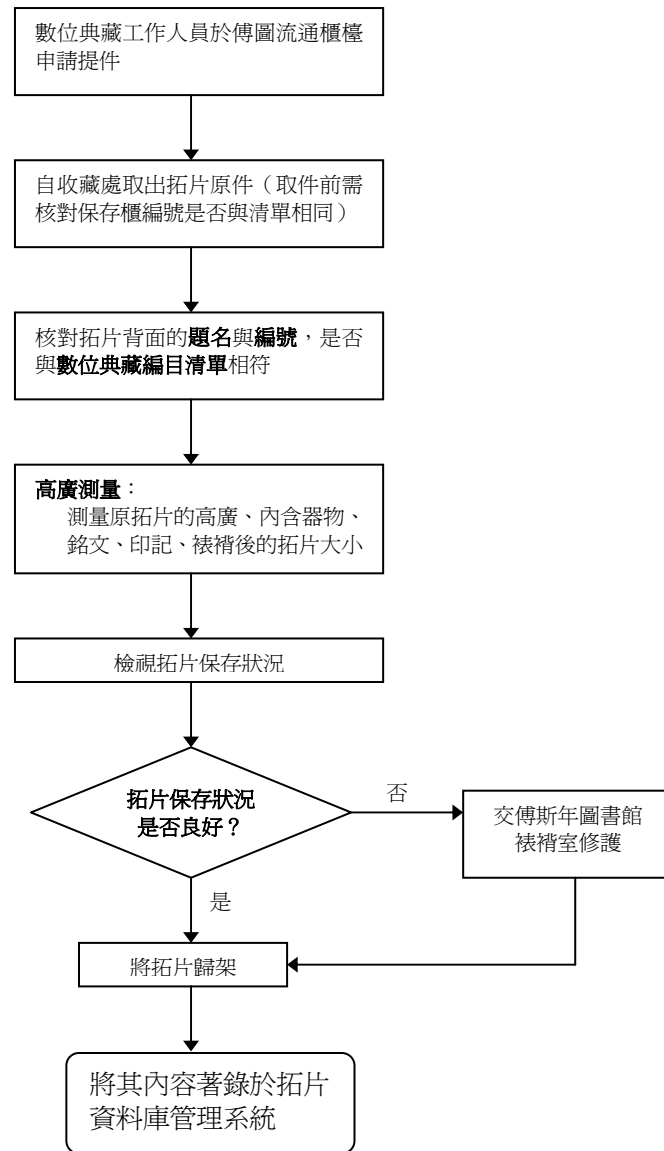 數位典藏工作人員於傅圖流通櫃檯
申請提件
自收藏處取出拓片原件（取件前需
核對保存櫃編號是否與清單相同）
核對拓片背面的題名與編號，是否
與數位典藏編目清單相符
高廣測量：
測量原拓片的高廣、內含器物、
銘文、印記、裱褙後的拓片大小
檢視拓片保存狀況
拓片保存狀況
是否良好？
否
交傅斯年圖書館
裱褙室修護
是
將拓片歸架
將其內容著錄於拓片
資料庫管理系統